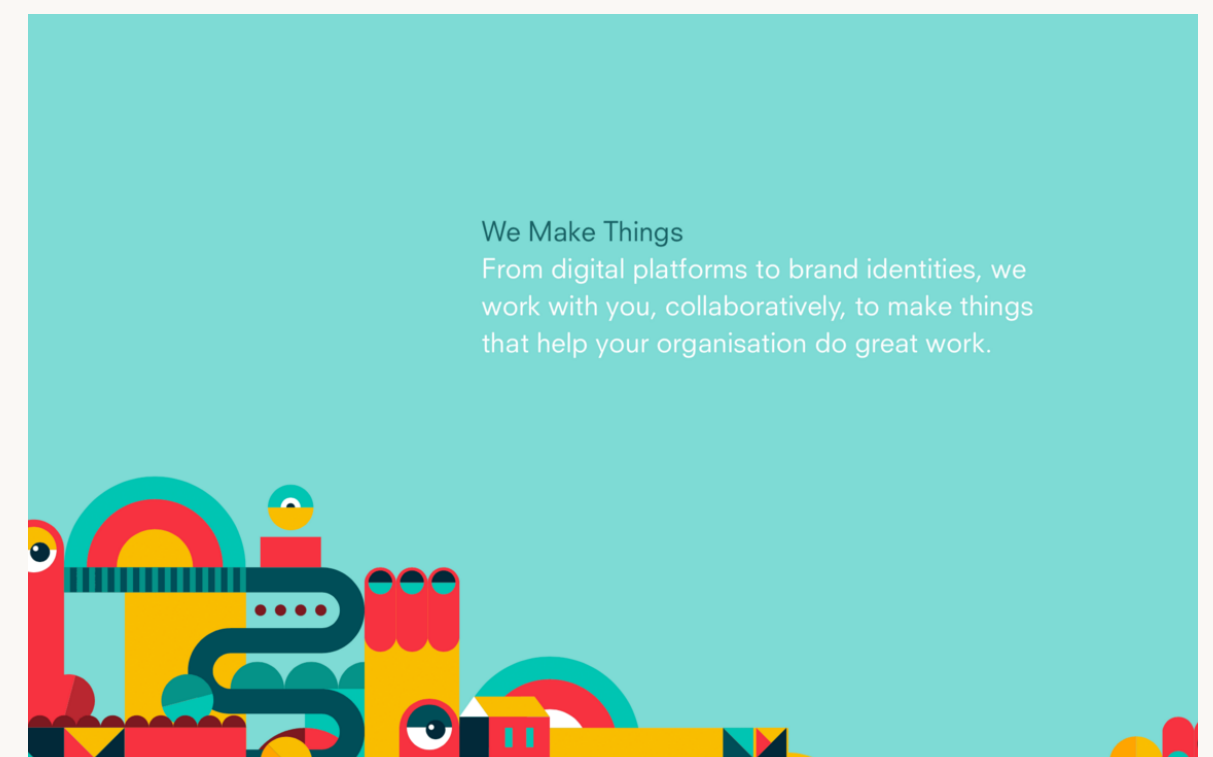 We Make Things
From digital platforms to brand identities, we
work with you, collaboratively, to make things
that help your organisation do great work.